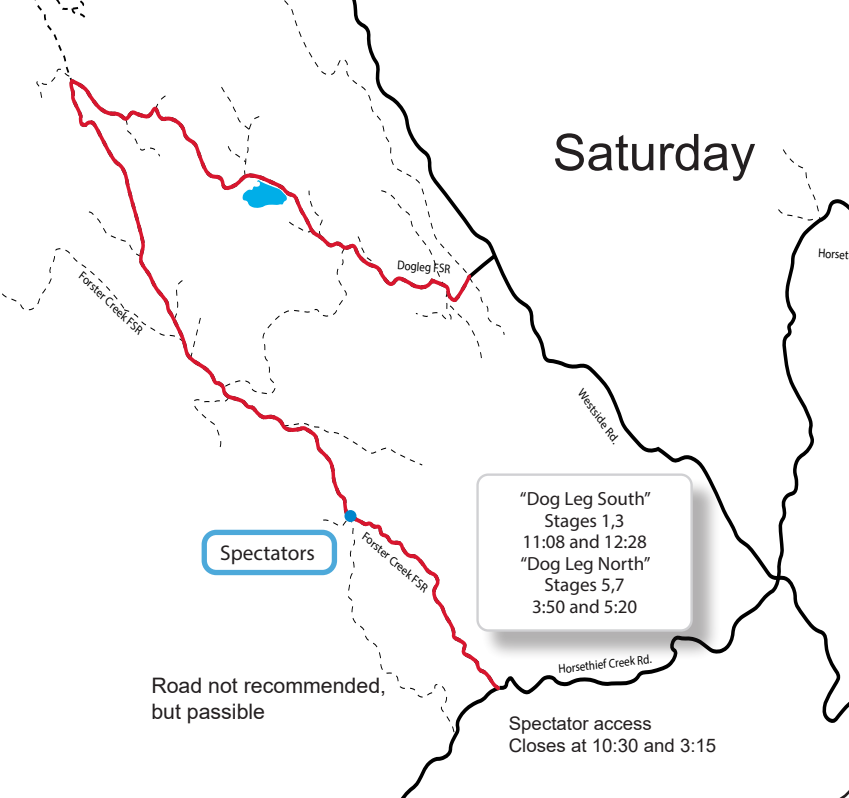 Saturday
Horset
Dogleg FSR
Forster Creek FSR
Westside Rd.
“Dog Leg South”
Stages 1,3
11:08 and 12:28
“Dog Leg North”
Stages 5,7
3:50 and 5:20
Spectators
Forster Creek FSR
Horsethief Creek Rd.
Road not recommended,
but passible
Spectator access
Closes at 10:30 and 3:15